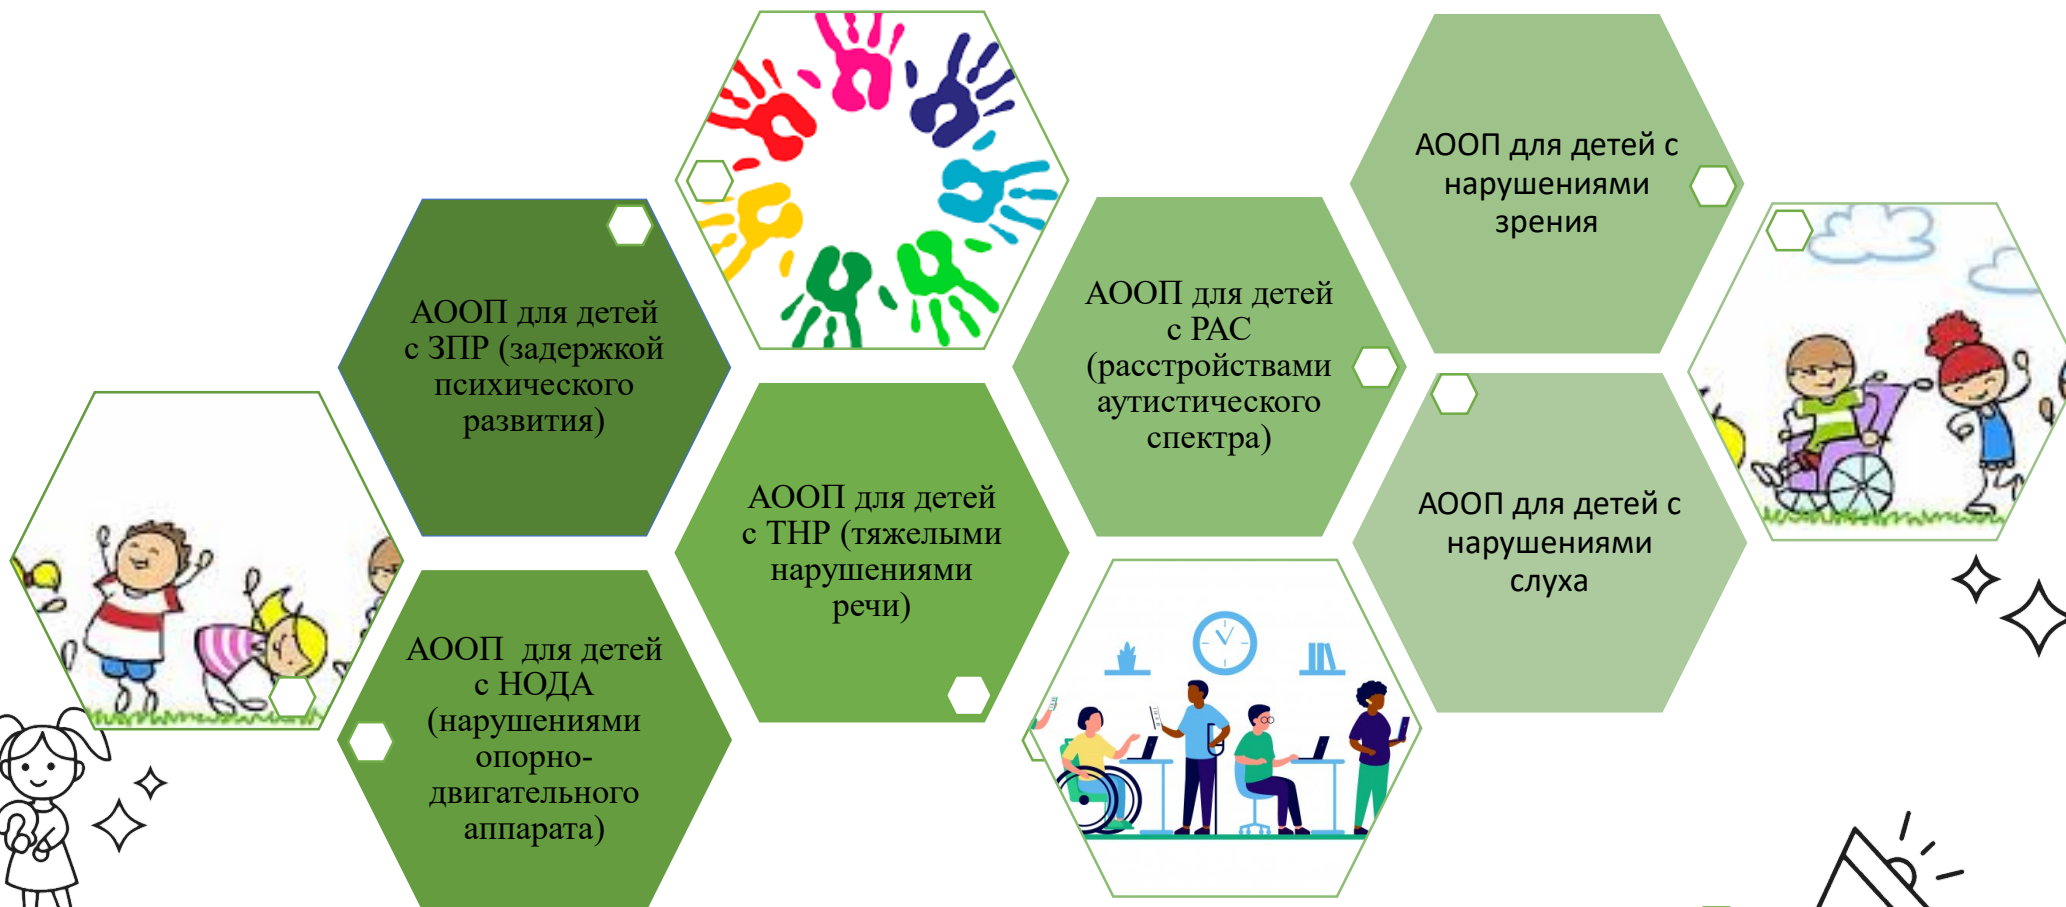 АООП для детей
с ЗПР (задержкой
психического
развития)
АООП  для детей
с НОДА
(нарушениями
опорно-
двигательного
аппарата)
АООП для детей
с ТНР (тяжелыми
нарушениями
речи)
АООП для детей
с РАС
(расстройствами
аутистического
спектра)
АООП для детей с
нарушениями
зрения
АООП для детей с
нарушениями
слуха